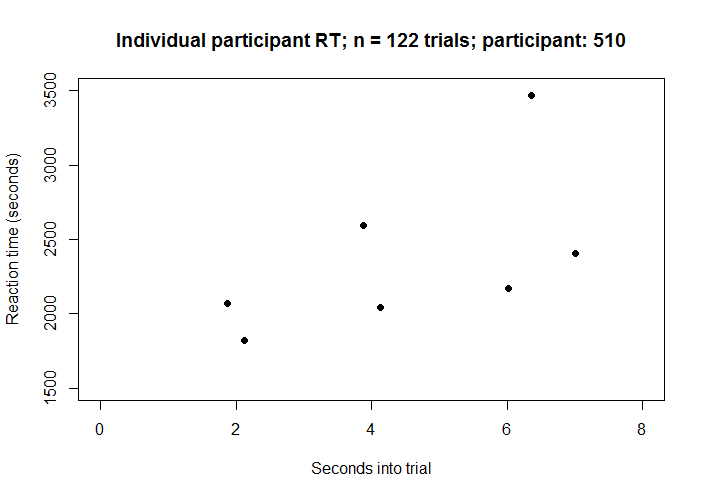 Individual participant RT; n = 122 trials; participant: 510
Reaction time (seconds)
3500
3000
2500
2000
1500
0 2 4 6 8
Seconds into trial